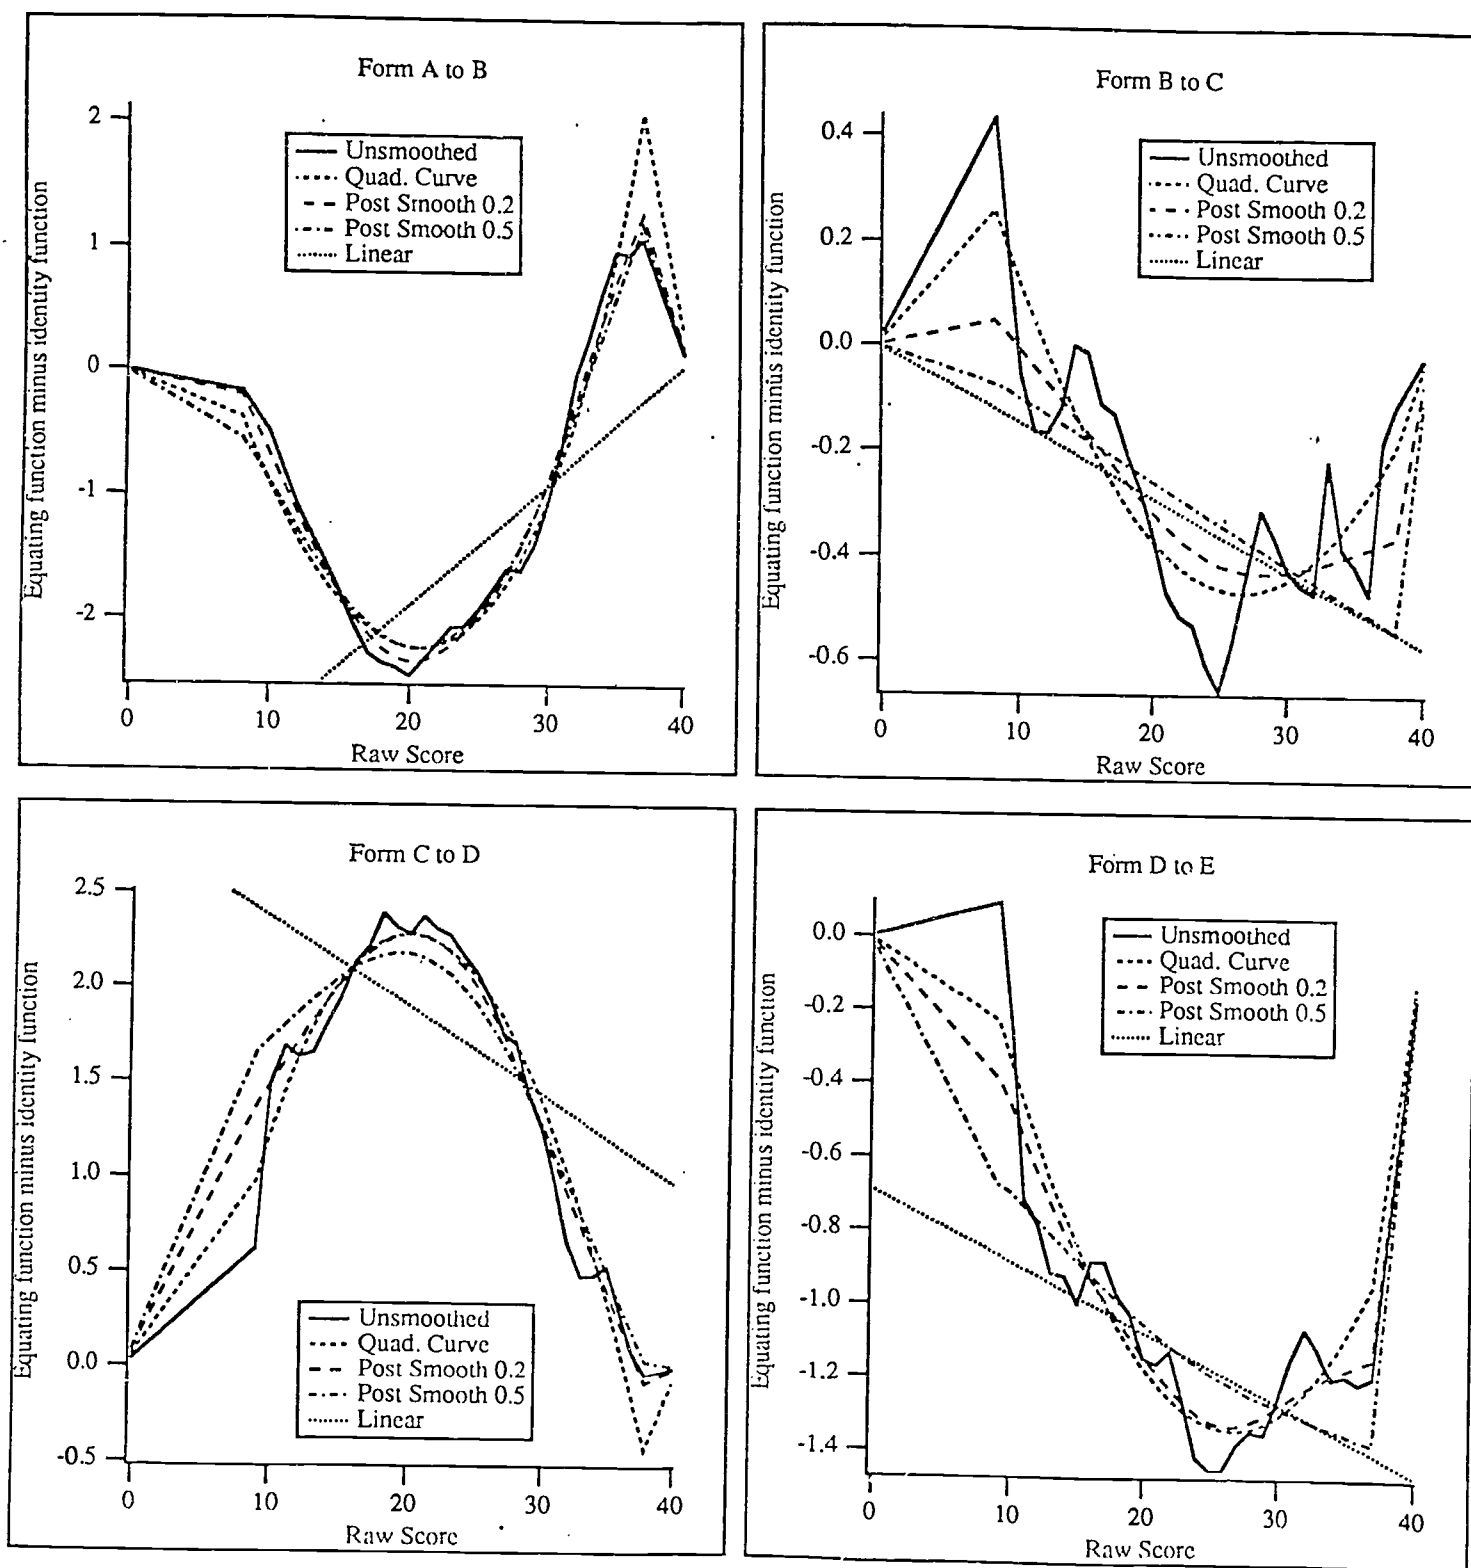 Form A to B
Equating function minus identity function
2
1
0
-1
-2
Unsmoothed
Quad. Curve
Post Smooth 0.2
Post Smooth 0.5
Linear
0 10 20 30 40
Raw Score
Form B to C
Equating function minus identity function
0.4
0.2
0.0
-0.2
-0.4
-0.6
Unsmoothed
Quad. Curve
Post Smooth 0.2
Post Smooth 0.5
Linear
0 10 20 30 40
Raw Score
Form C to D
Equating function minus identity function
2.5
2.0
1.5
1.0
0.5
0.0
-0.5
Unsmoothed
Quad. Curve
Post Smooth 0.2
Post Smooth 0.5
Linear
0 10 20 30 40
Raw Score
Form D to E
Equating function minus identity function
0.0
-0.2
-0.4
-0.6
-0.8
-1.0
-1.2
-1.4
Unsmoothed
Quad. Curve
Post Smooth 0.2
Post Smooth 0.5
Linear
0 10 20 30 40
Raw Score